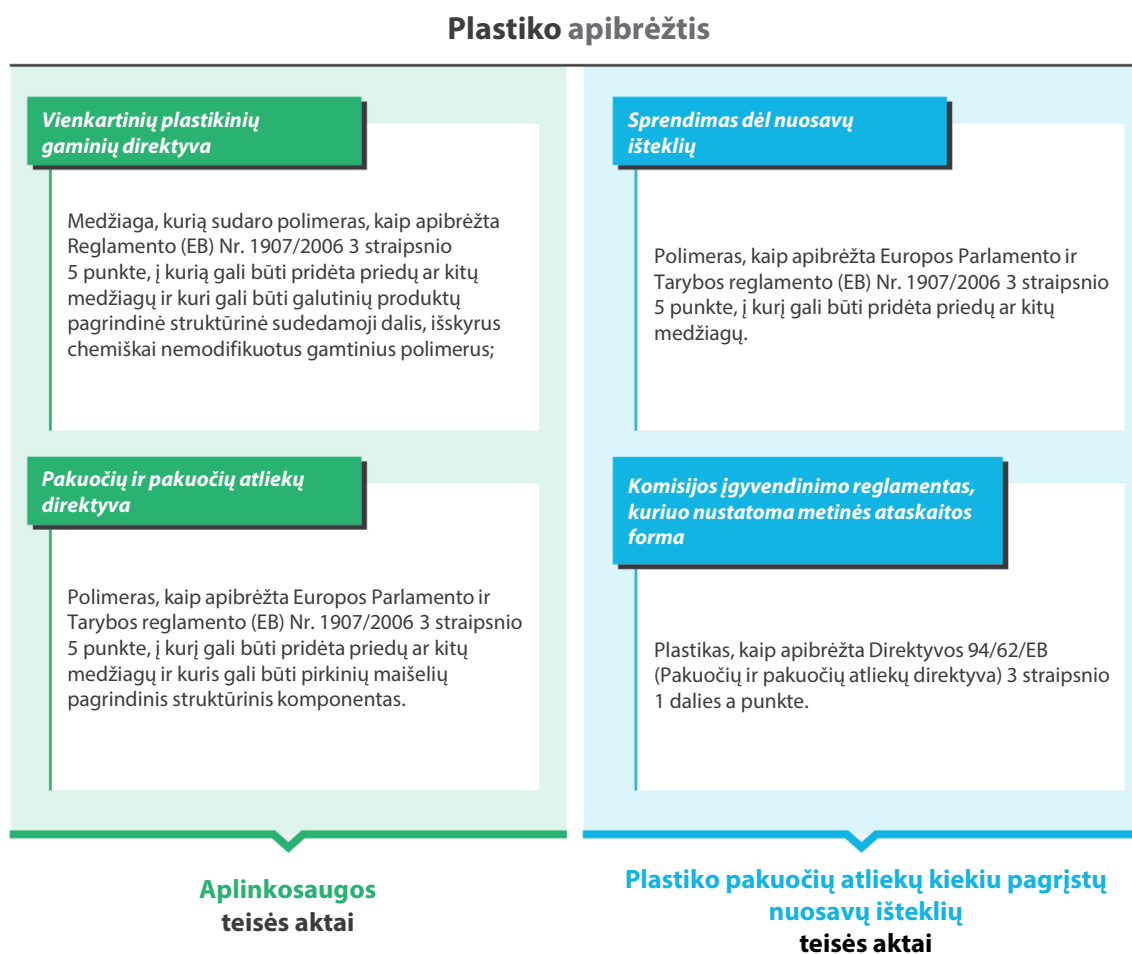 Plastiko apibrėžtis
Vienkartinių plastikinių
gaminių direktyva
Medžiaga, kurią sudaro polimeras, kaip apibrėžta
Reglamento (EB) Nr. 1907/2006 3 straipsnio
5 punkte, į kurią gali būti pridėta priedų ar kitų
medžiagų ir kuri gali būti galutinių produktų
pagrindinė struktūrinė sudedamoji dalis, išskyrus
chemiškai nemodifikuotus gamtinius polimerus;
Pakuočių ir pakuočių atliekų
direktyva
Polimeras, kaip apibrėžta Europos Parlamento ir
Tarybos reglamento (EB) Nr. 1907/2006 3 straipsnio
5 punkte, į kurį gali būti pridėta priedų ar kitų
medžiagų ir kuris gali būti pirkinių maišelių
pagrindinis struktūrinis komponentas.
Aplinkosaugos
teisės aktai
Sprendimas dėl nuosavų
išteklių
Polimeras, kaip apibrėžta Europos Parlamento ir
Tarybos reglamento (EB) Nr. 1907/2006 3 straipsnio
5 punkte, į kurį gali būti pridėta priedų ar kitų
medžiagų.
Komisijos įgyvendinimo reglamentas,
kuriuo nustatoma metinės ataskaitos
forma
Plastikas, kaip apibrėžta Direktyvos 94/62/EB
(Pakuočių ir pakuočių atliekų direktyva) 3 straipsnio
1 dalies a punkte.
Plastiko pakuočių atliekų kiekiu pagrįstų
nuosavų išteklių
teisės aktai